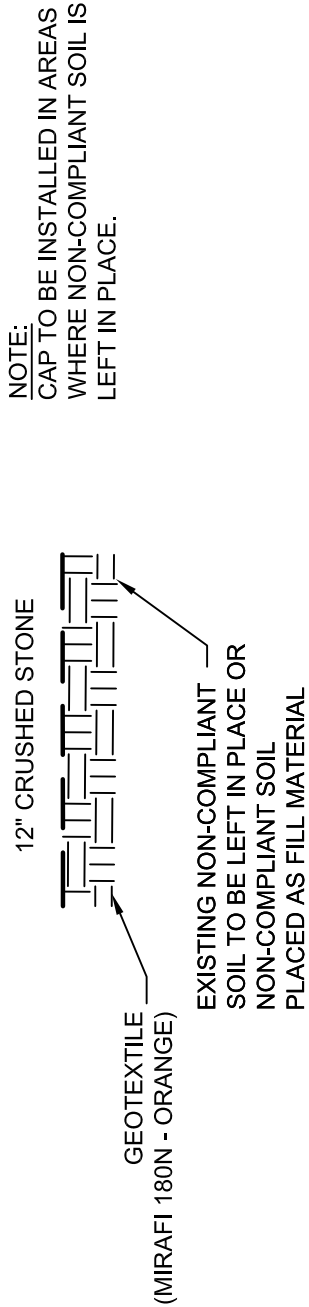 NOTE:
CAP TO BE INSTALLED IN AREAS
WHERE NON-COMPLIANT SOIL IS
LEFT IN PLACE.
12" CRUSHED STONE
GEOTEXTILE
(MIRAFI 180N - ORANGE)
EXISTING NON-COMPLIANT
SOIL TO BE LEFT IN PLACE OR
NON-COMPLIANT SOIL
PLACED AS FILL MATERIAL